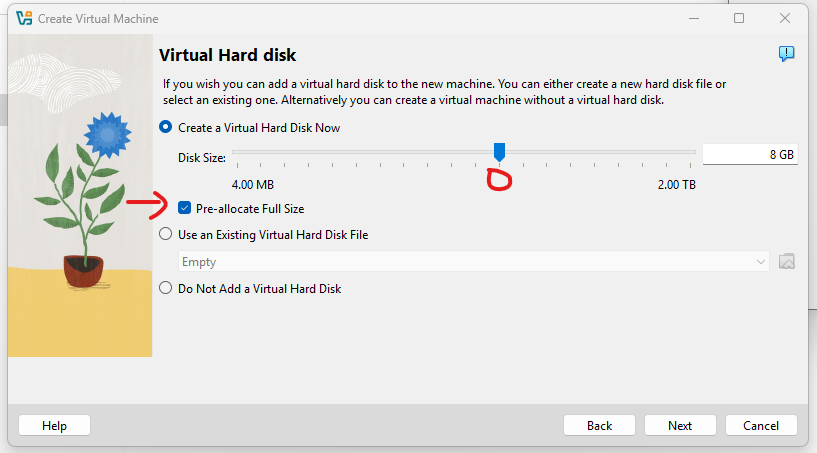 Create Virtual Machine
Virtual Hard disk
If you wish you can add a virtual hard disk to the new machine. You can either create a new hard disk file or
select an existing one. Alternatively you can create a virtual machine without a virtual hard disk.
Create a Virtual Hard Disk Now
Disk Size:
8 GB
4.00 MB
2.00 TB
Pre-allocate Full Size
Use an Existing Virtual Hard Disk File
Empty
Do Not Add a Virtual Hard Disk
Help
Back
Next
Cancel